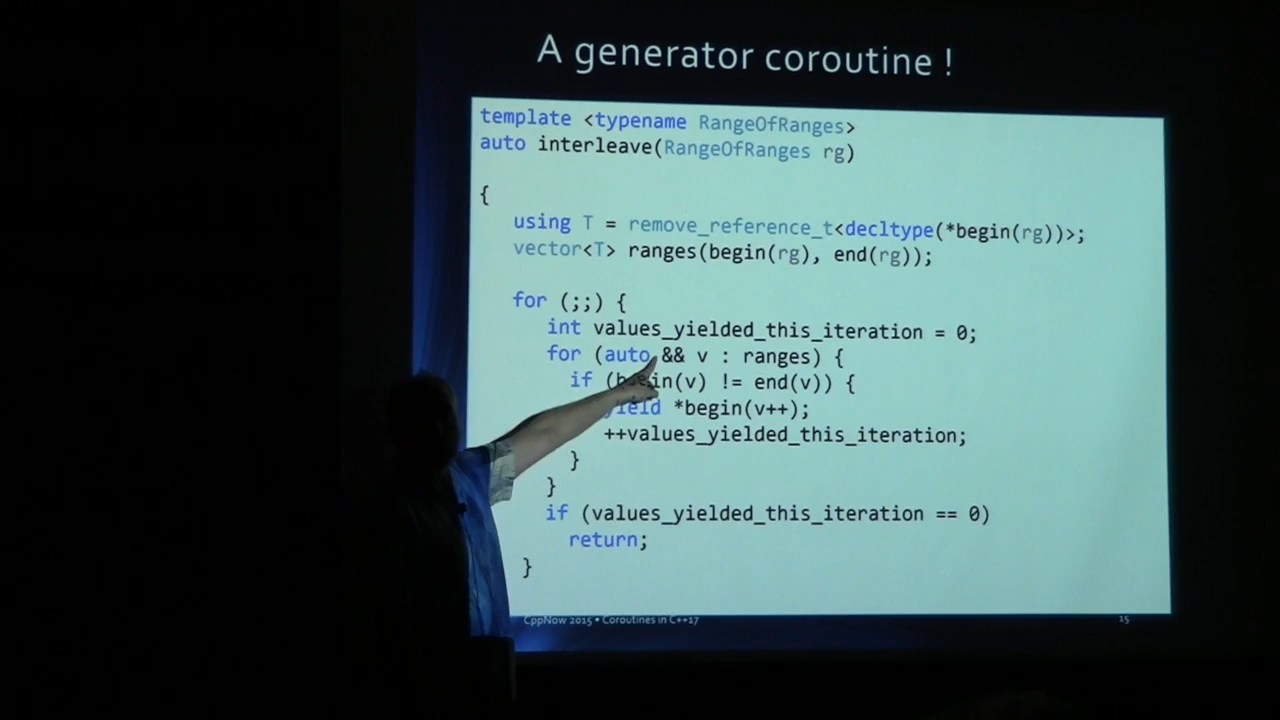 A generator coroutine !
template <typename RangeOfRanges>
auto interleave(RangeOfRanges rg)
{
using T = remove_reference_t<decltype(*begin(rg))>;
vector<T> ranges(begin(rg), end(rg));
for (;;) {
int values_yielded_this_iteration = 0;
for (auto && v : ranges) {
if (begin(v) != end(v)) {
yield *begin(v++);
++values_yielded_this_iteration;
}
}
if (values_yielded_this_iteration == 0)
return;
}
CppNow 2015 • Coroutines in C++17
15